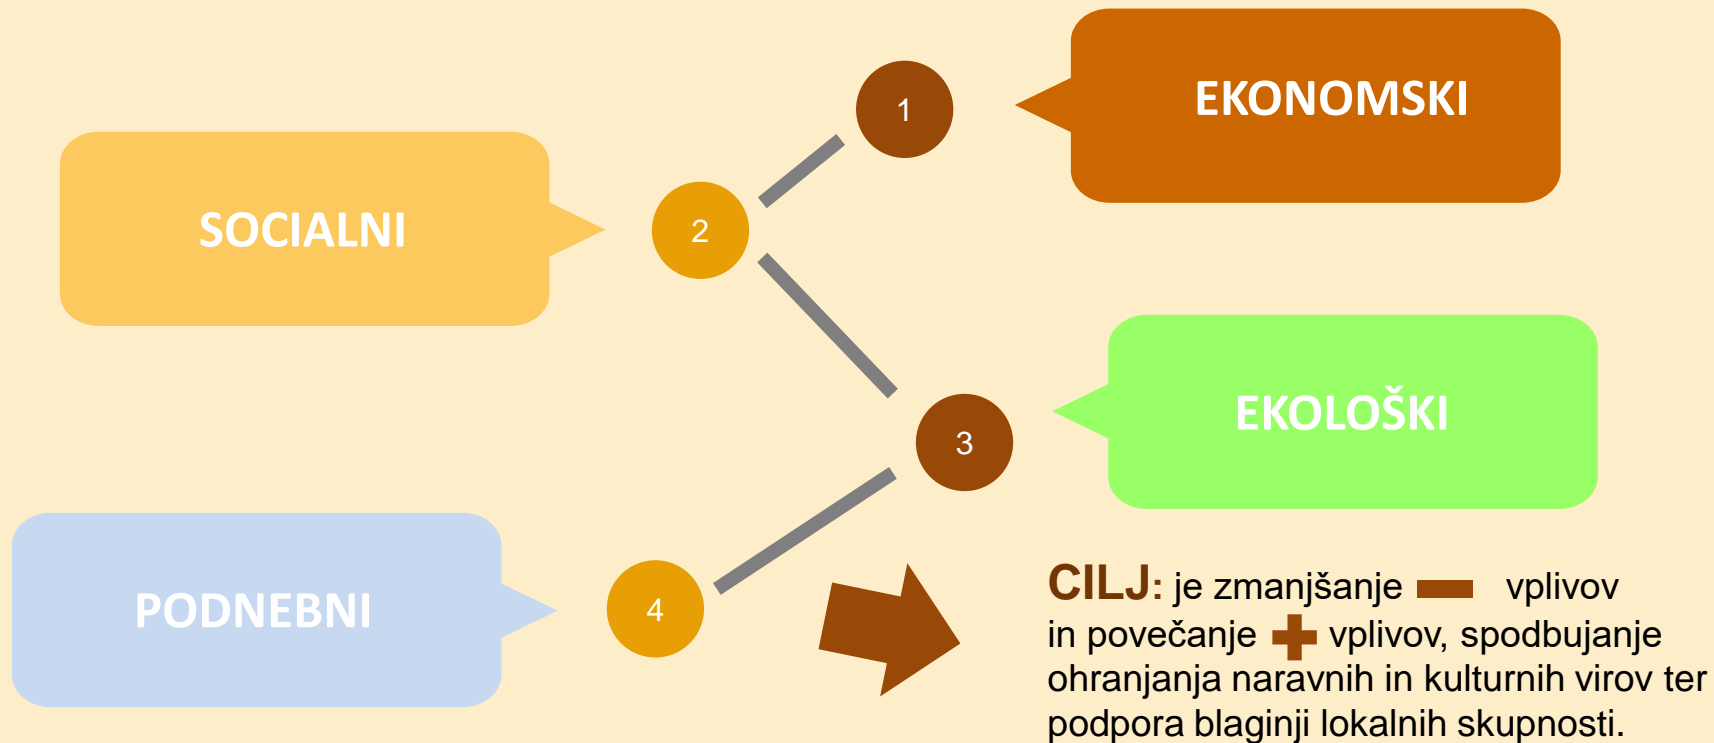 1
EKONOMSKI
SOCIALNI
2
EKOLOŠKI
3
PODNEBNI
4
CILJ: je zmanjšanje vplivov
in povečanje vplivov, spodbujanje
ohranjanja naravnih in kulturnih virov ter
podpora blaginji lokalnih skupnosti.